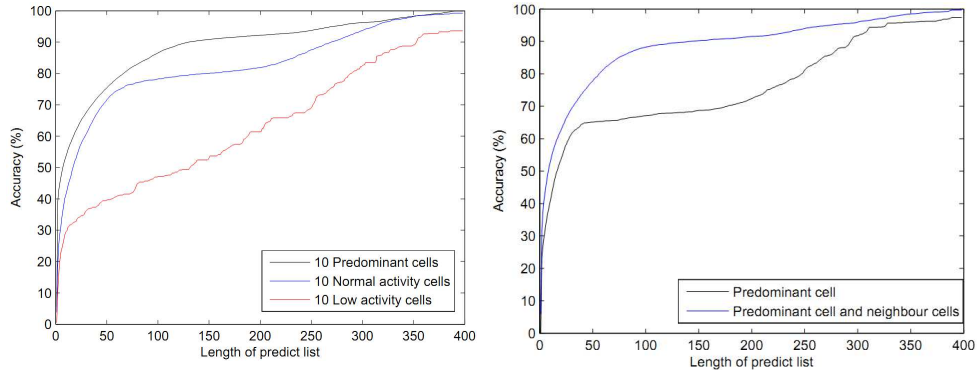 100
90
80
70
60
50
40
30
20
10
0
Accuracy (%)
10 Predominant cells
10 Normal activity cells
10 Low activity cells
0 50 100 150 200 250 300 350 400
Length of predict list
100
90
80
70
60
50
40
30
20
10
0
Accuracy (%)
Predominant cell
Predominant cell and neighbour cells
0 50 100 150 200 250 300 350 400
Length of predict list